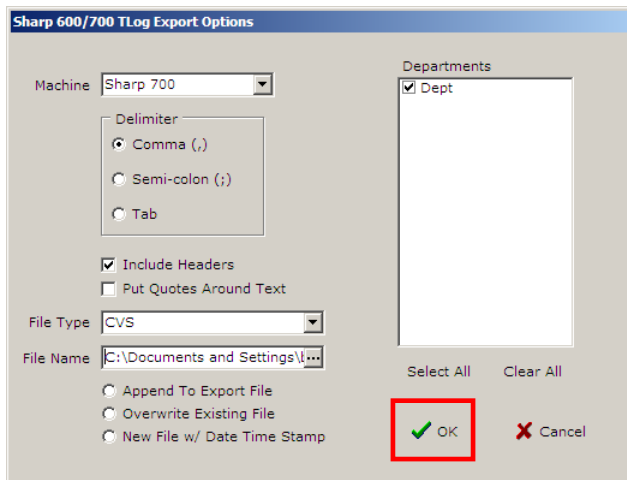 Sharp 600/700 TLog Export Options
Machine Sharp 700
Delimiter
Comma (,)
Semi-colon (;)
Tab
Include Headers
Put Quotes Around Text
File Type CVS
File Name C:\Documents and Settings\ ...
Append To Export File
Overwrite Existing File
New File w/ Date Time Stamp
Departments
Dept
Select All Clear All
OK Cancel